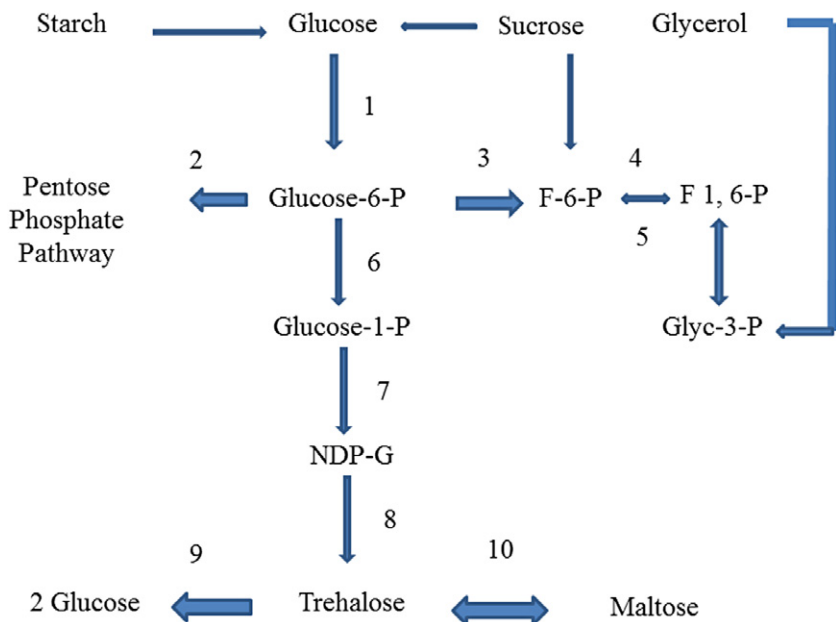 Starch Glucose Sucrose Glycerol
1
2 3 4
Pentose
Phosphate
Pathway
Glucose-6-P F-6-P F 1, 6-P
5
6
Glucose-1-P Glyc-3-P
7
NDP-G
8
9 10
2 Glucose Trehalose Maltose